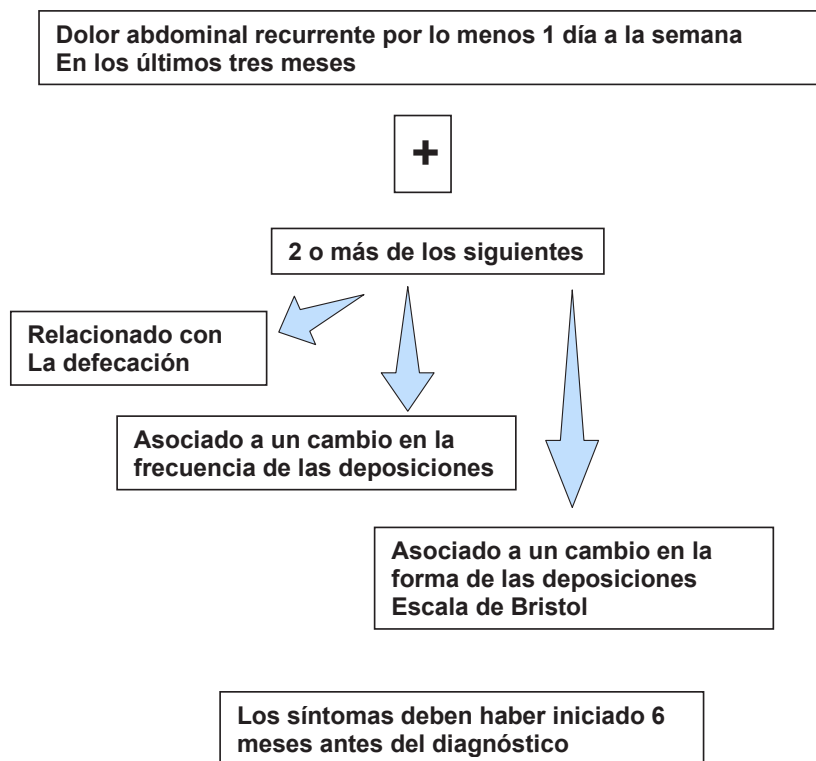 Dolor abdominal recurrente por lo menos 1 día a la semana
En los últimos tres meses
+
2 o más de los siguientes
Relacionado con
La defecación
Asociado a un cambio en la
frecuencia de las deposiciones
Asociado a un cambio en la
forma de las deposiciones
Escala de Bristol
Los síntomas deben haber iniciado 6
meses antes del diagnóstico